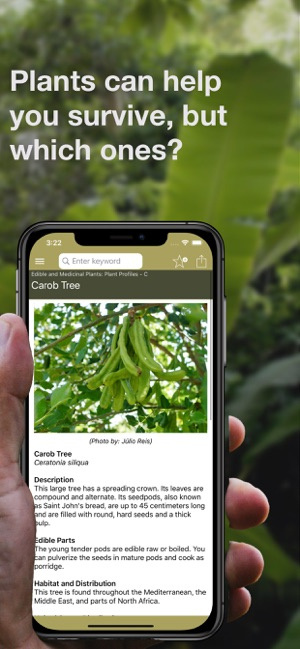 Plants can help
you survive, but
which ones?
3:22
Enter keyword
Edible and Medicinal Plants: Plant Profiles - C
Carob Tree
(Photo by: Júlio Reis)
Carob Tree
Ceratonia siliqua
Description
This large tree has a spreading crown. Its leaves are
compound and alternate. Its seedpods, also known
as Saint John's bread, are up to 45 centimeters long
and are filled with round, hard seeds and a thick
pulp.
Edible Parts
The young tender pods are edible raw or boiled. You
can pulverize the seeds in mature pods and cook as
porridge.
Habitat and Distribution
This tree is found throughout the Mediterranean, the
Middle East, and parts of North Africa.